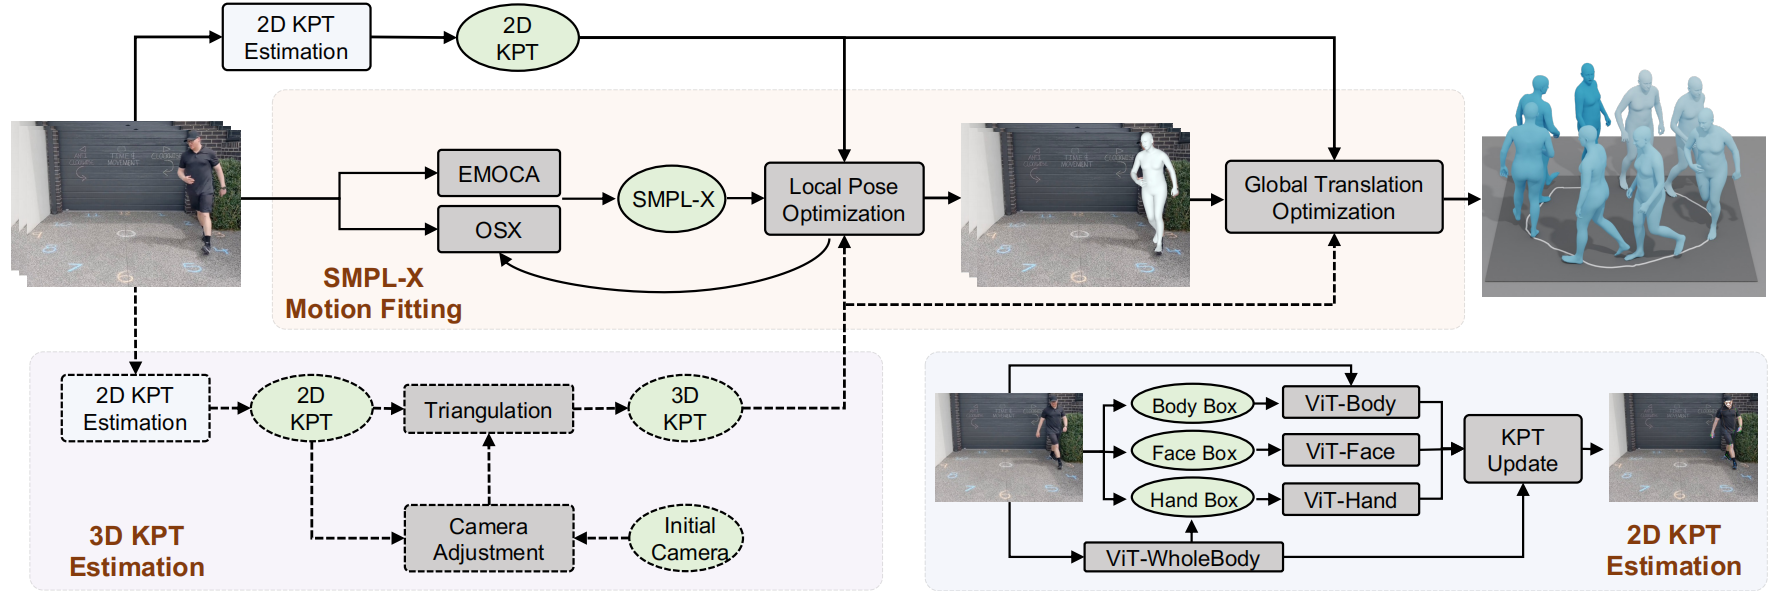 2D KPT
Estimation
2D
KPT
EMOCA
OSX
SMPL-X
Local Pose
Optimization
Global Translation
Optimization
SMPL-X
Motion Fitting
2D KPT
Estimation
2D
KPT
Triangulation
3D
KPT
Camera
Adjustment
Initial
Camera
3D KPT
Estimation
Body Box
Face Box
Hand Box
ViT-Body
ViT-Face
ViT-Hand
ViT-WholeBody
KPT
Update
2D KPT
Estimation